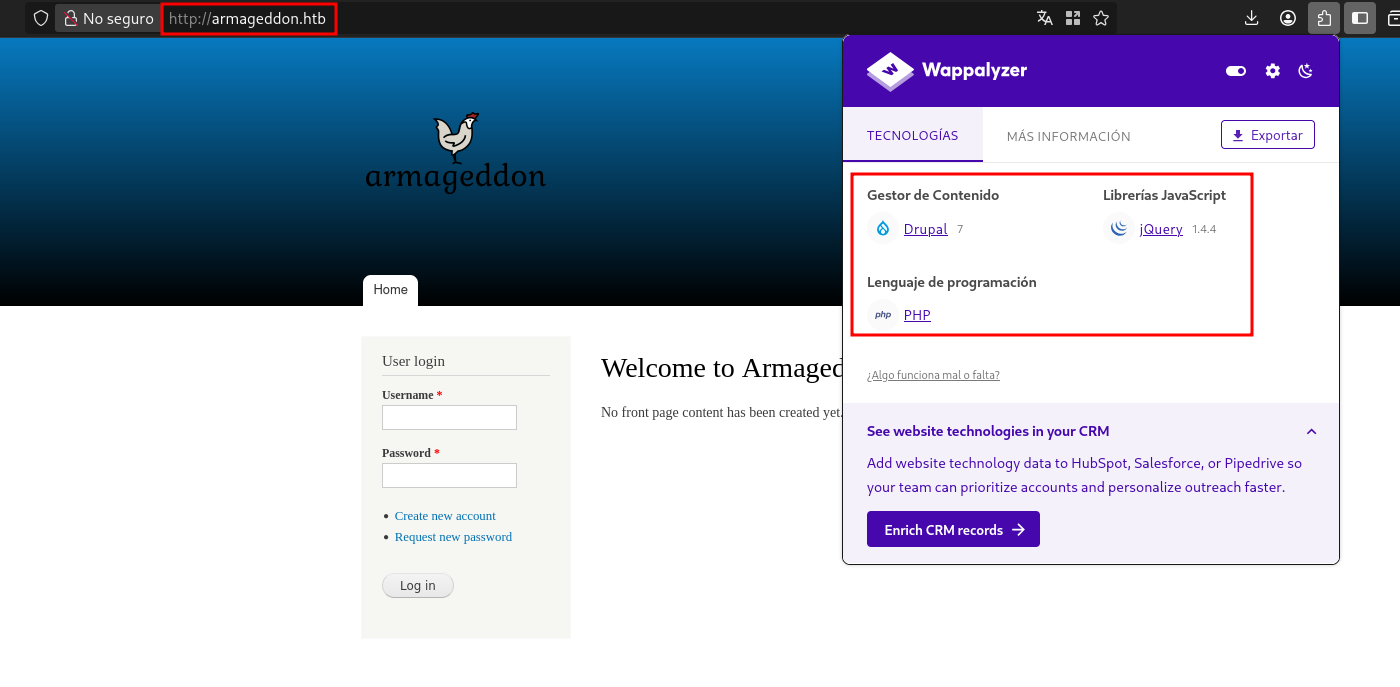 No seguro http://armageddon.htb
Wappalyzer
TECNOLOGÍAS MÁS INFORMACIÓN Exportar
Gestor de Contenido Librerías JavaScript
Drupal 7 jQuery 1.4.4
Lenguaje de programación
php PHP
¿Algo funciona mal o falta?
See website technologies in your CRM
Add website technology data to HubSpot, Salesforce, or Pipedrive so
your team can prioritize accounts and personalize outreach faster.
Enrich CRM records
armageddon
Home
User login
Username *
Password *
Create new account
Request new password
Log in
Welcome to Armaged
No front page content has been created yet.